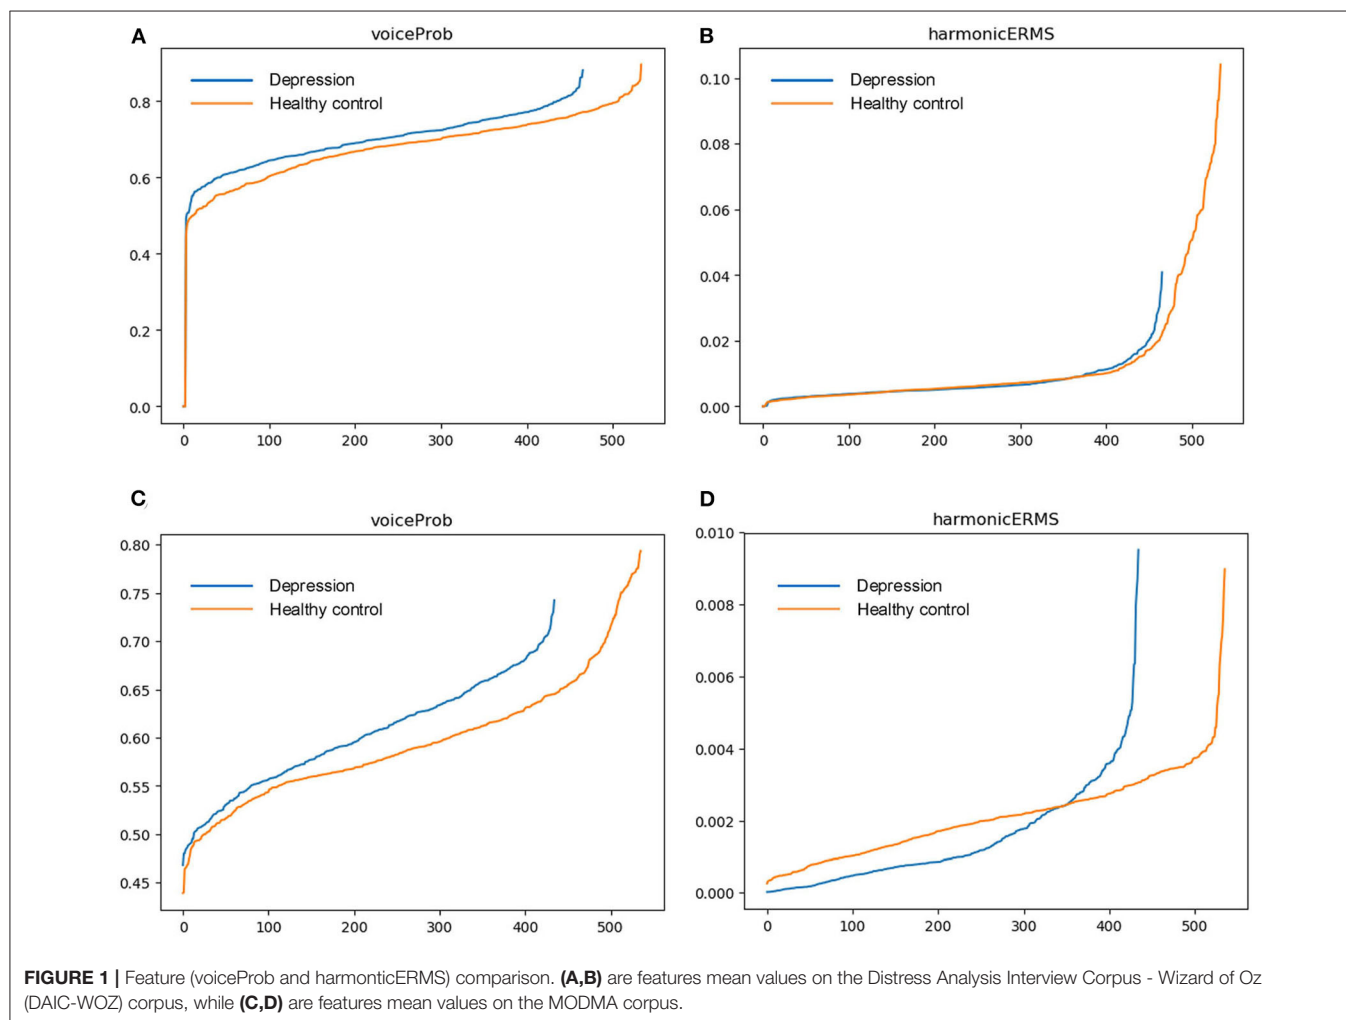 A
voiceProb
Depression
Healthy control
0.8
0.6
0.4
0.2
0.0
0 100 200 300 400 500
B
harmonicERMS
Depression
Healthy control
0.10
0.08
0.06
0.04
0.02
0.00
0 100 200 300 400 500
C
voiceProb
Depression
Healthy control
0.80
0.75
0.70
0.65
0.60
0.55
0.50
0.45
0 100 200 300 400 500
D
harmonicERMS
Depression
Healthy control
0.010
0.008
0.006
0.004
0.002
0.000
0 100 200 300 400 500
FIGURE 1 | Feature (voiceProb and harmonticERMS) comparison. (A,B) are features mean values on the Distress Analysis Interview Corpus - Wizard of Oz
(DAIC-WOZ) corpus, while (C,D) are features mean values on the MODMA corpus.